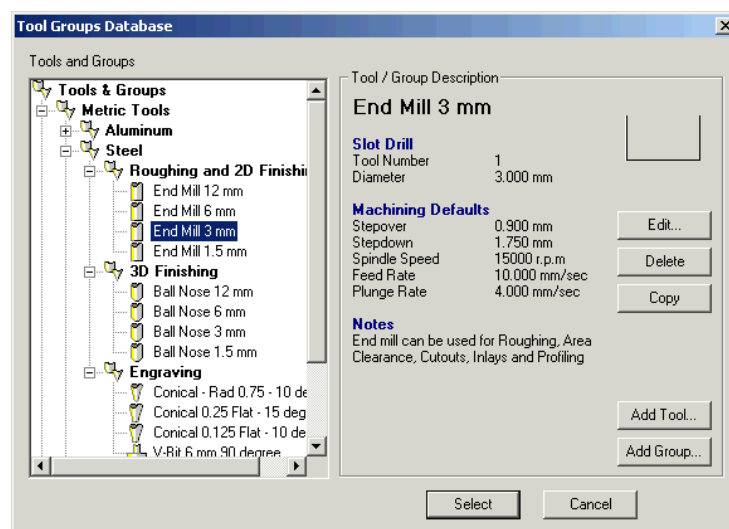 Tool Groups Database
Tools and Groups
Tools & Groups
Metric Tools
Aluminum
Steel
Roughing and 2D Finishi
End Mill 12 mm
End Mill 6 mm
End Mill 3 mm
End Mill 1.5 mm
3D Finishing
Ball Nose 12 mm
Ball Nose 6 mm
Ball Nose 3 mm
Ball Nose 1.5 mm
Engraving
Conical - Rad 0.75 - 10 de
Conical 0.25 Flat - 15 deg
Conical 0.125 Flat - 10 de
V-Bit 6 mm 90 degree
Tool / Group Description
End Mill 3 mm
Slot Drill
Tool Number 1
Diameter 3.000 mm
Machining Defaults
Stepover 0.900 mm
Stepdown 1.750 mm
Spindle Speed 15000 r.p.m
Feed Rate 10.000 mm/sec
Plunge Rate 4.000 mm/sec
Notes
End mill can be used for Roughing, Area
Clearance, Cutouts, Inlays and Profiling
Edit...
Delete
Copy
Add Tool...
Add Group...
Select
Cancel